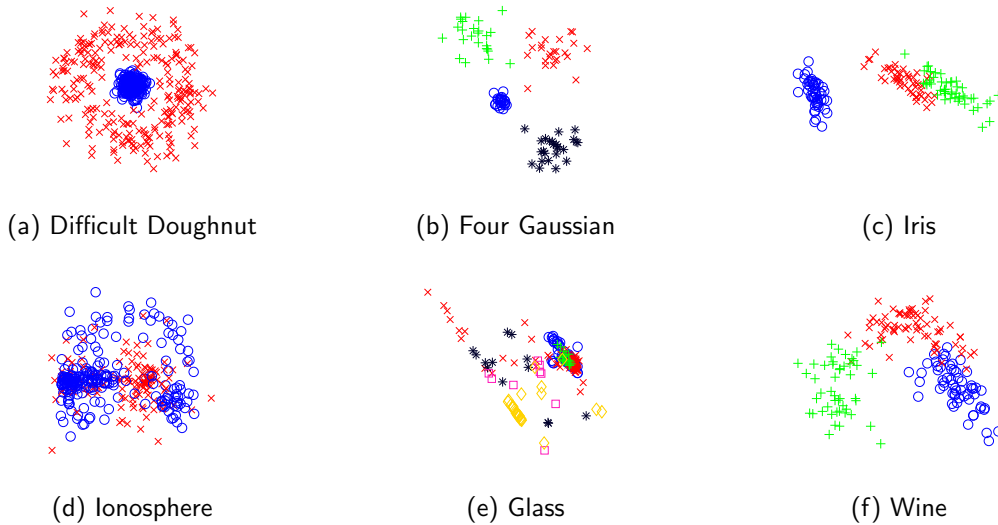 (a) Difficult Doughnut
(b) Four Gaussian
(c) Iris
(d) Ionosphere
(e) Glass
(f) Wine